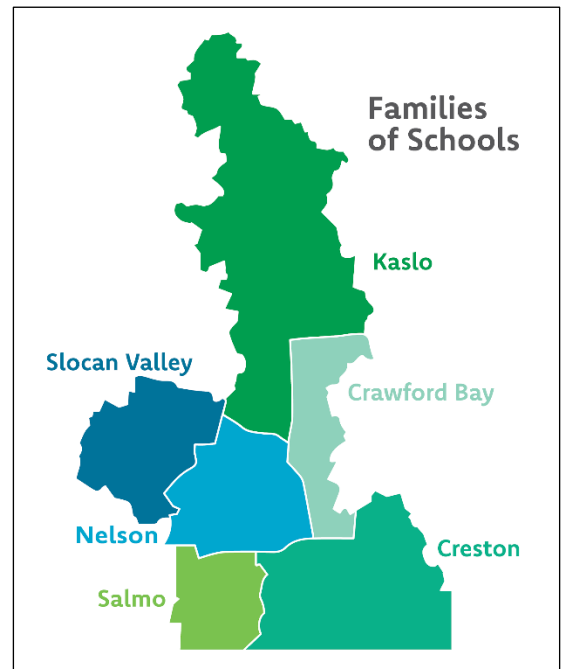 Families
of Schools
Kaslo
Slocan Valley
Crawford Bay
Nelson
Creston
Salmo